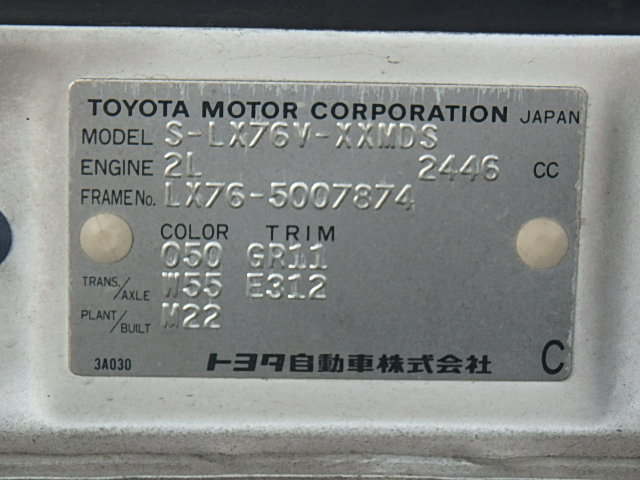 TOYOTA MOTOR CORPORATION JAPAN
MODEL S-LX76V-XXMDS
ENGINE 2L 2446 CC
FRAME No. LX76-5007874
COLOR TRIM
050 GR11
TRANS./AXLE W55 E312
PLANT/BUILT M22
3A030 トヨタ自動車株式会社 C